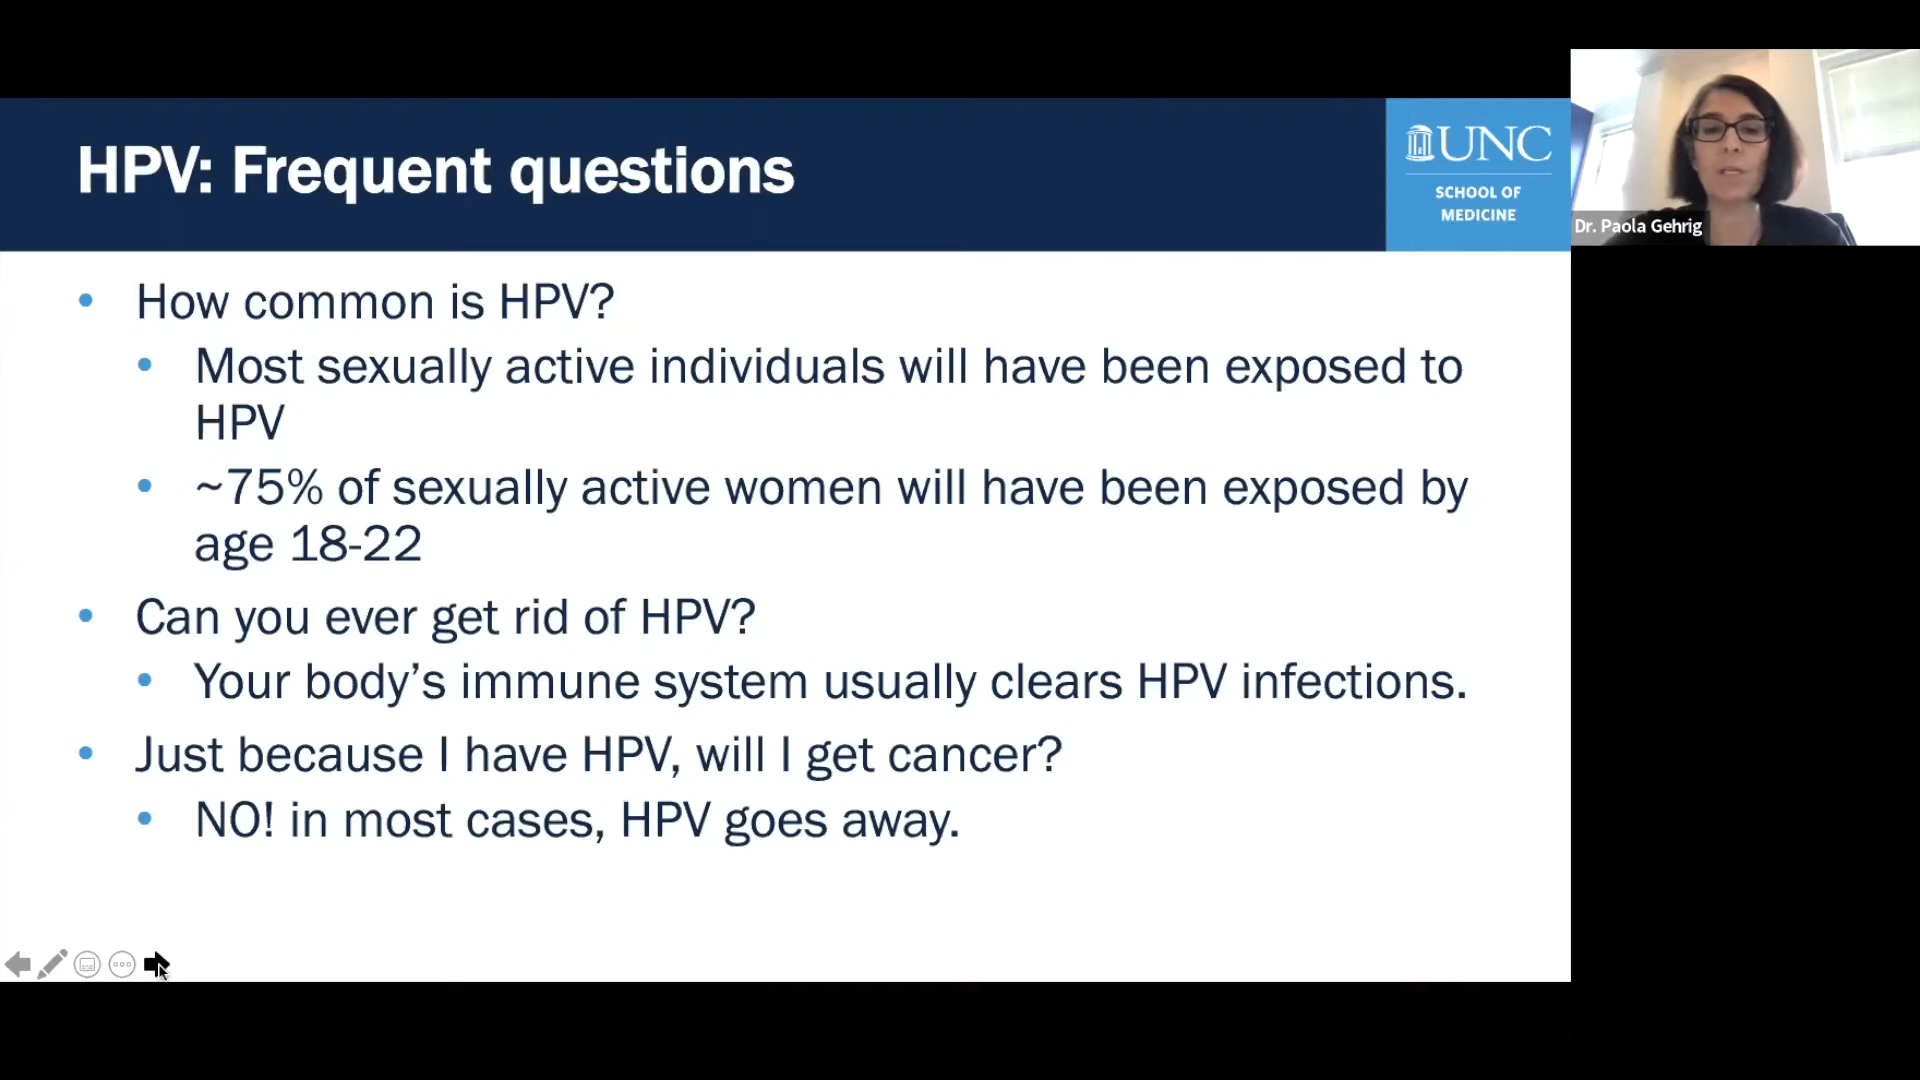 HPV: Frequent questions
UNC
SCHOOL OF
MEDICINE
Dr. Paola Gehrig
• How common is HPV?
• Most sexually active individuals will have been exposed to
HPV
• ~75% of sexually active women will have been exposed by
age 18-22
• Can you ever get rid of HPV?
• Your body’s immune system usually clears HPV infections.
• Just because I have HPV, will I get cancer?
• NO! in most cases, HPV goes away.